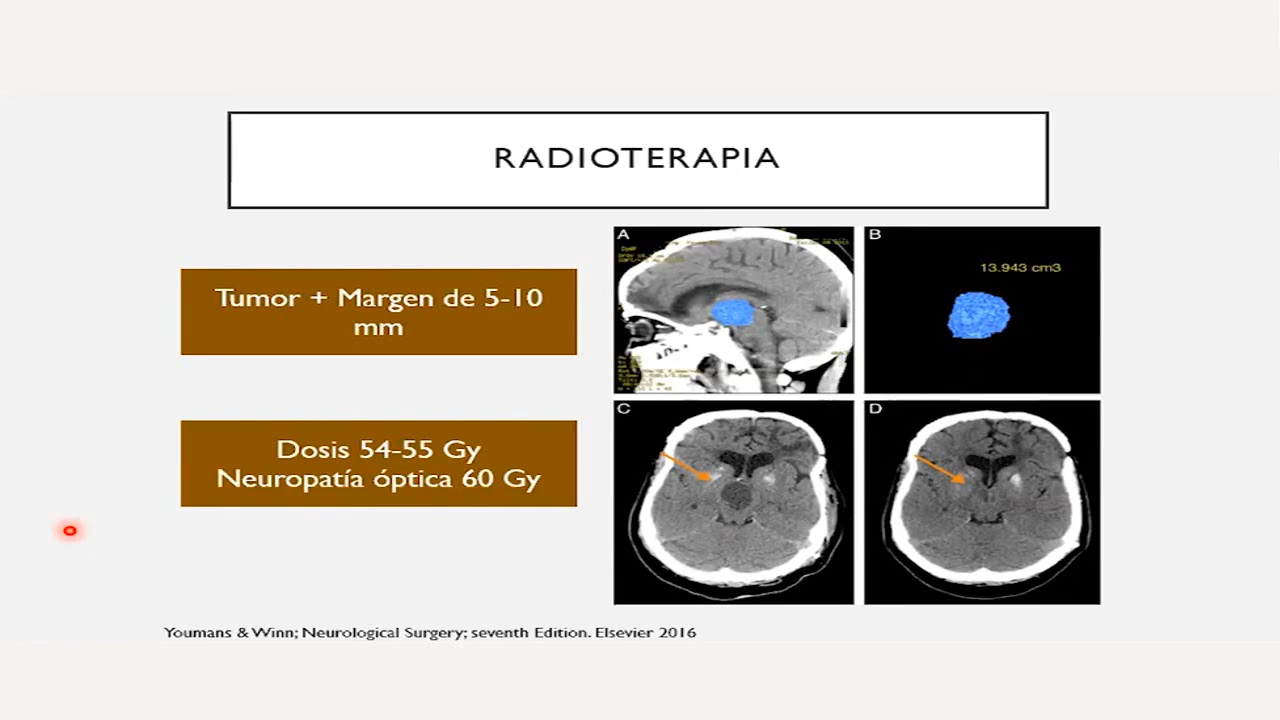 RADIOTERAPIA
Tumor + Margen de 5-10
mm
Dosis 54-55 Gy
Neuropatía óptica 60 Gy
A
B
13.943 cm3
C
D
Youmans & Winn; Neurological Surgery; seventh Edition. Elsevier 2016